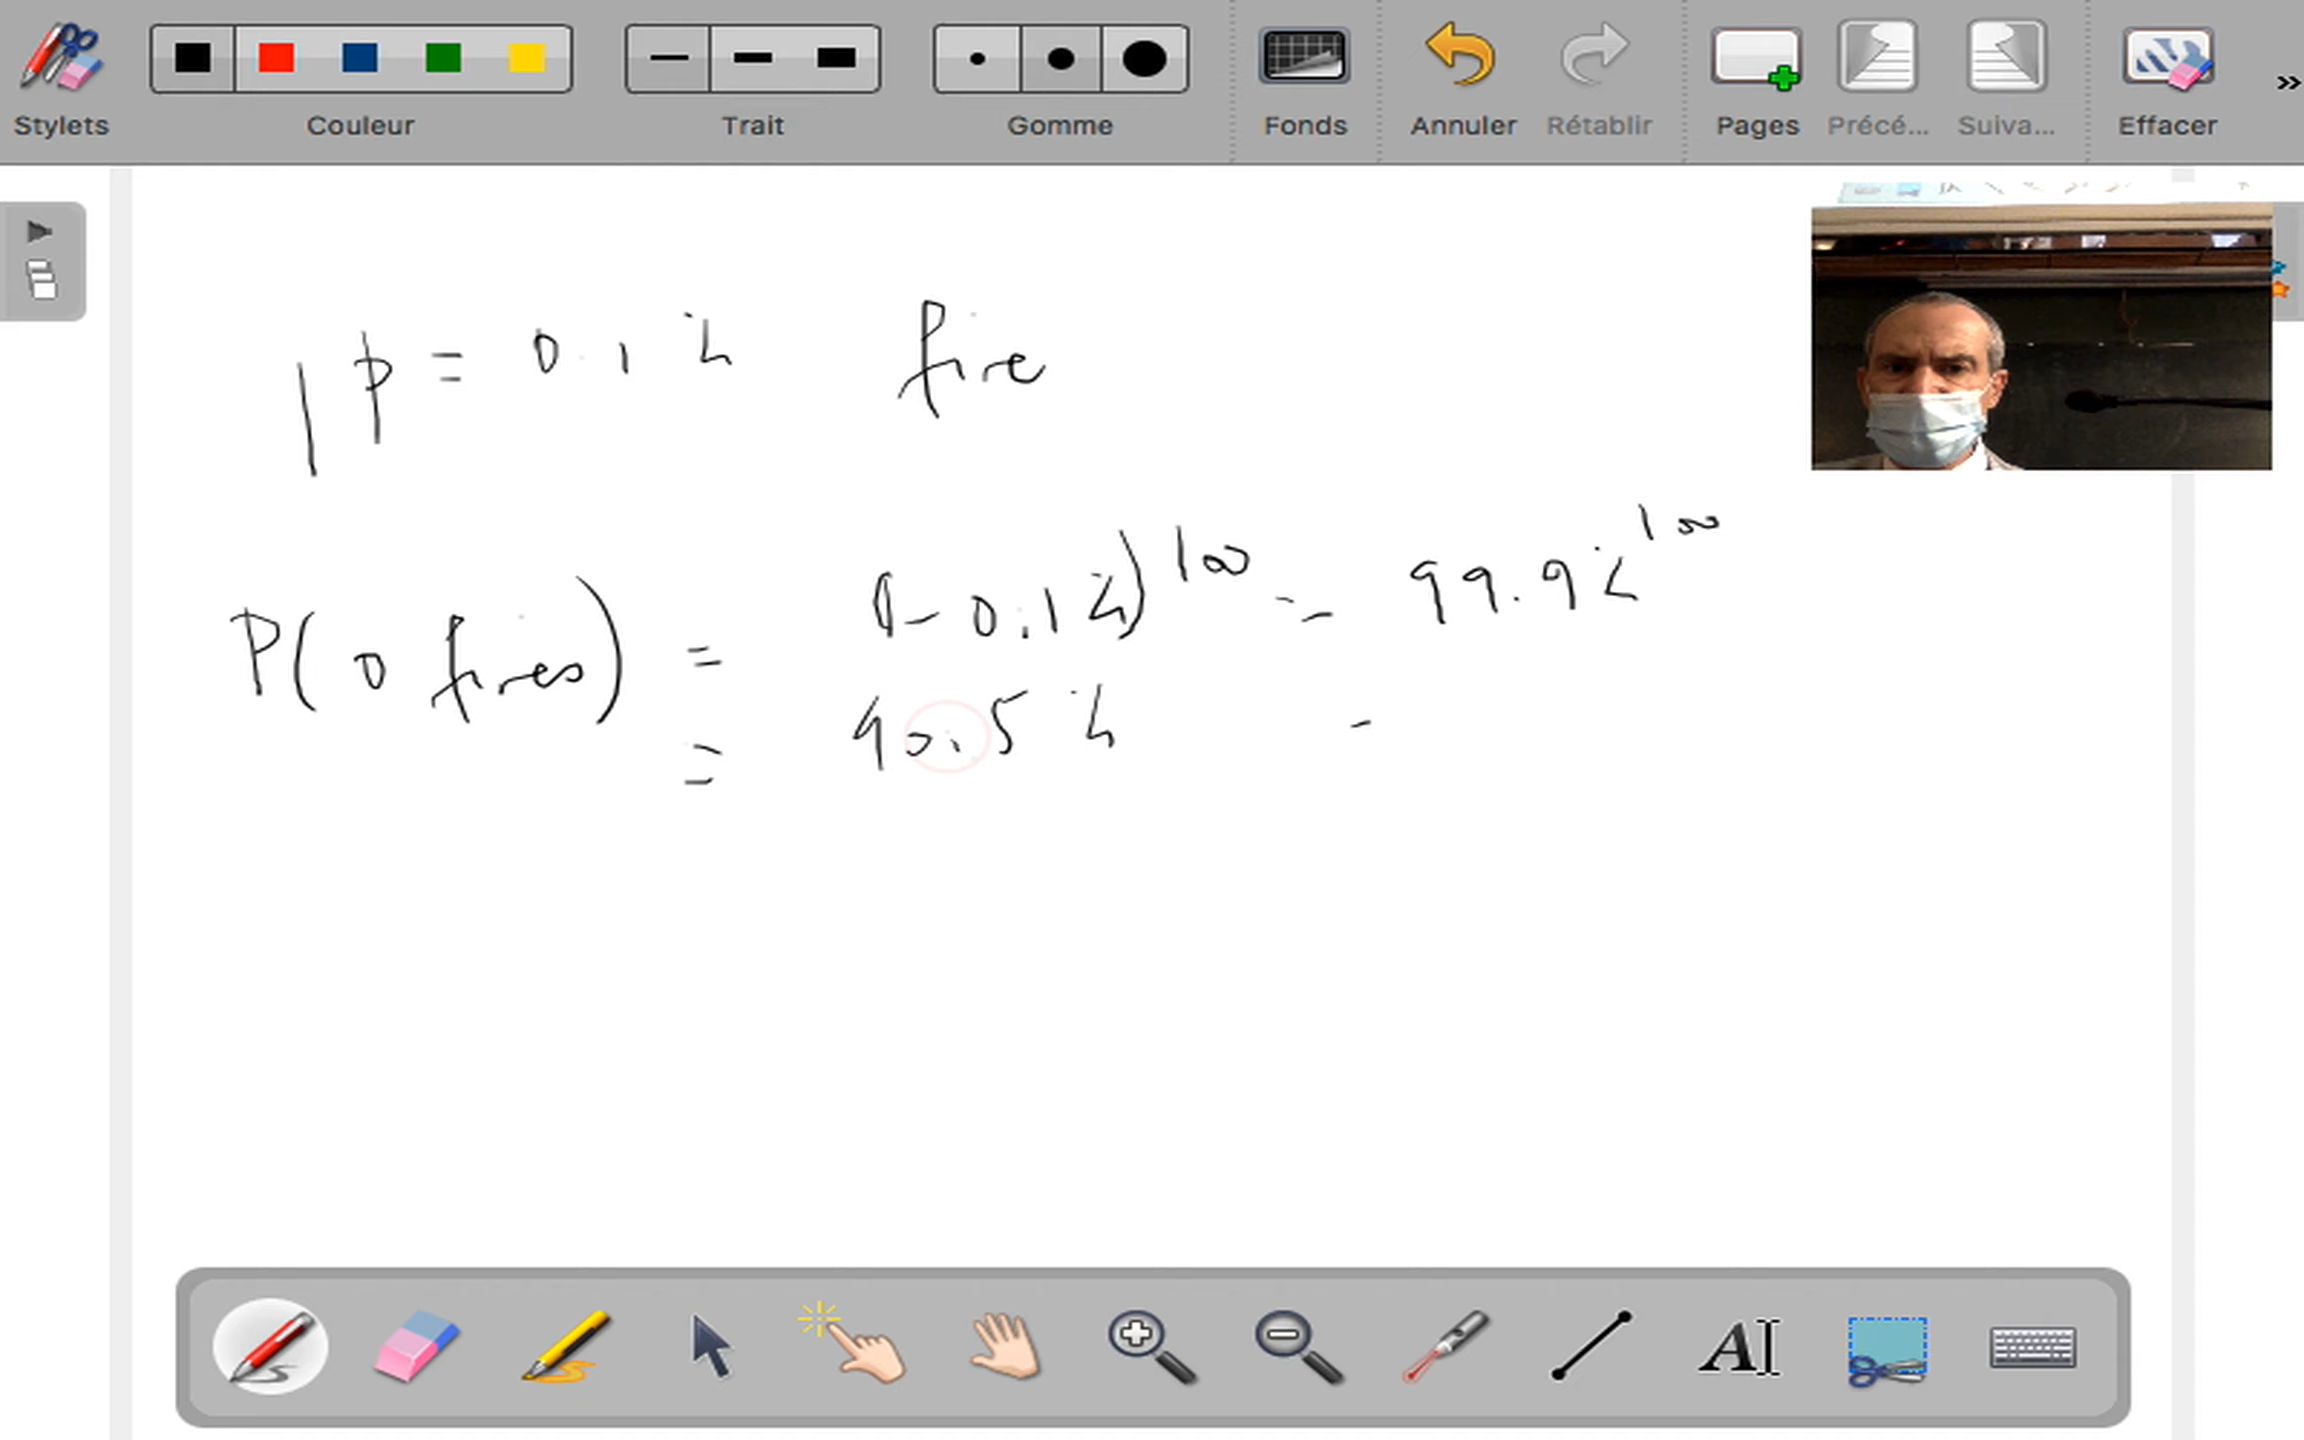 Stylets Couleur Trait Gomme Fonds Annuler Rétablir Pages Précé... Suiva... Effacer »
| p = 0.1 % fire
P(0 fires) = (1-0.1%)^100 = 99.9%^100
= 90.5 % -
A